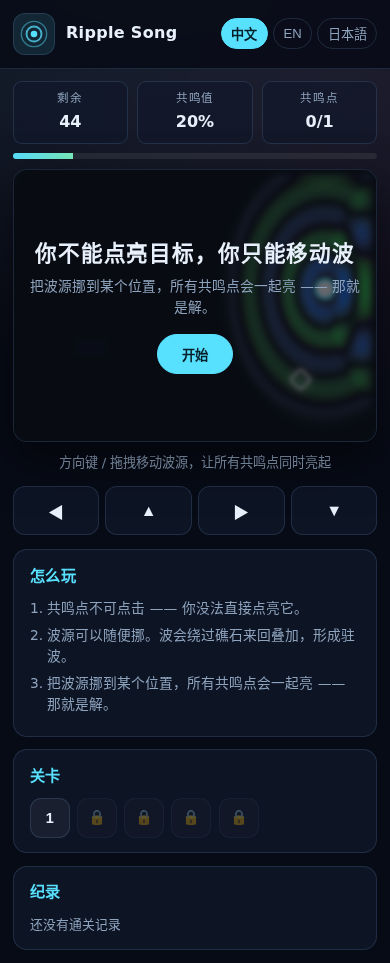 Ripple Song
中文
EN
日本語
剩余
44
共鸣值
20%
共鸣点
0/1
你不能点亮目标，你只能移动波
把波源挪到某个位置，所有共鸣点会一起亮 —— 那就
是解。
开始
方向键 / 拖拽移动波源，让所有共鸣点同时亮起
◀
▲
▶
▼
怎么玩
1. 共鸣点不可点击 —— 你没法直接点亮它。
2. 波源可以随便挪。波会绕过礁石来回叠加，形成驻
波。
3. 把波源挪到某个位置，所有共鸣点会一起亮 ——
那就是解。
关卡
1
纪录
还没有通关记录